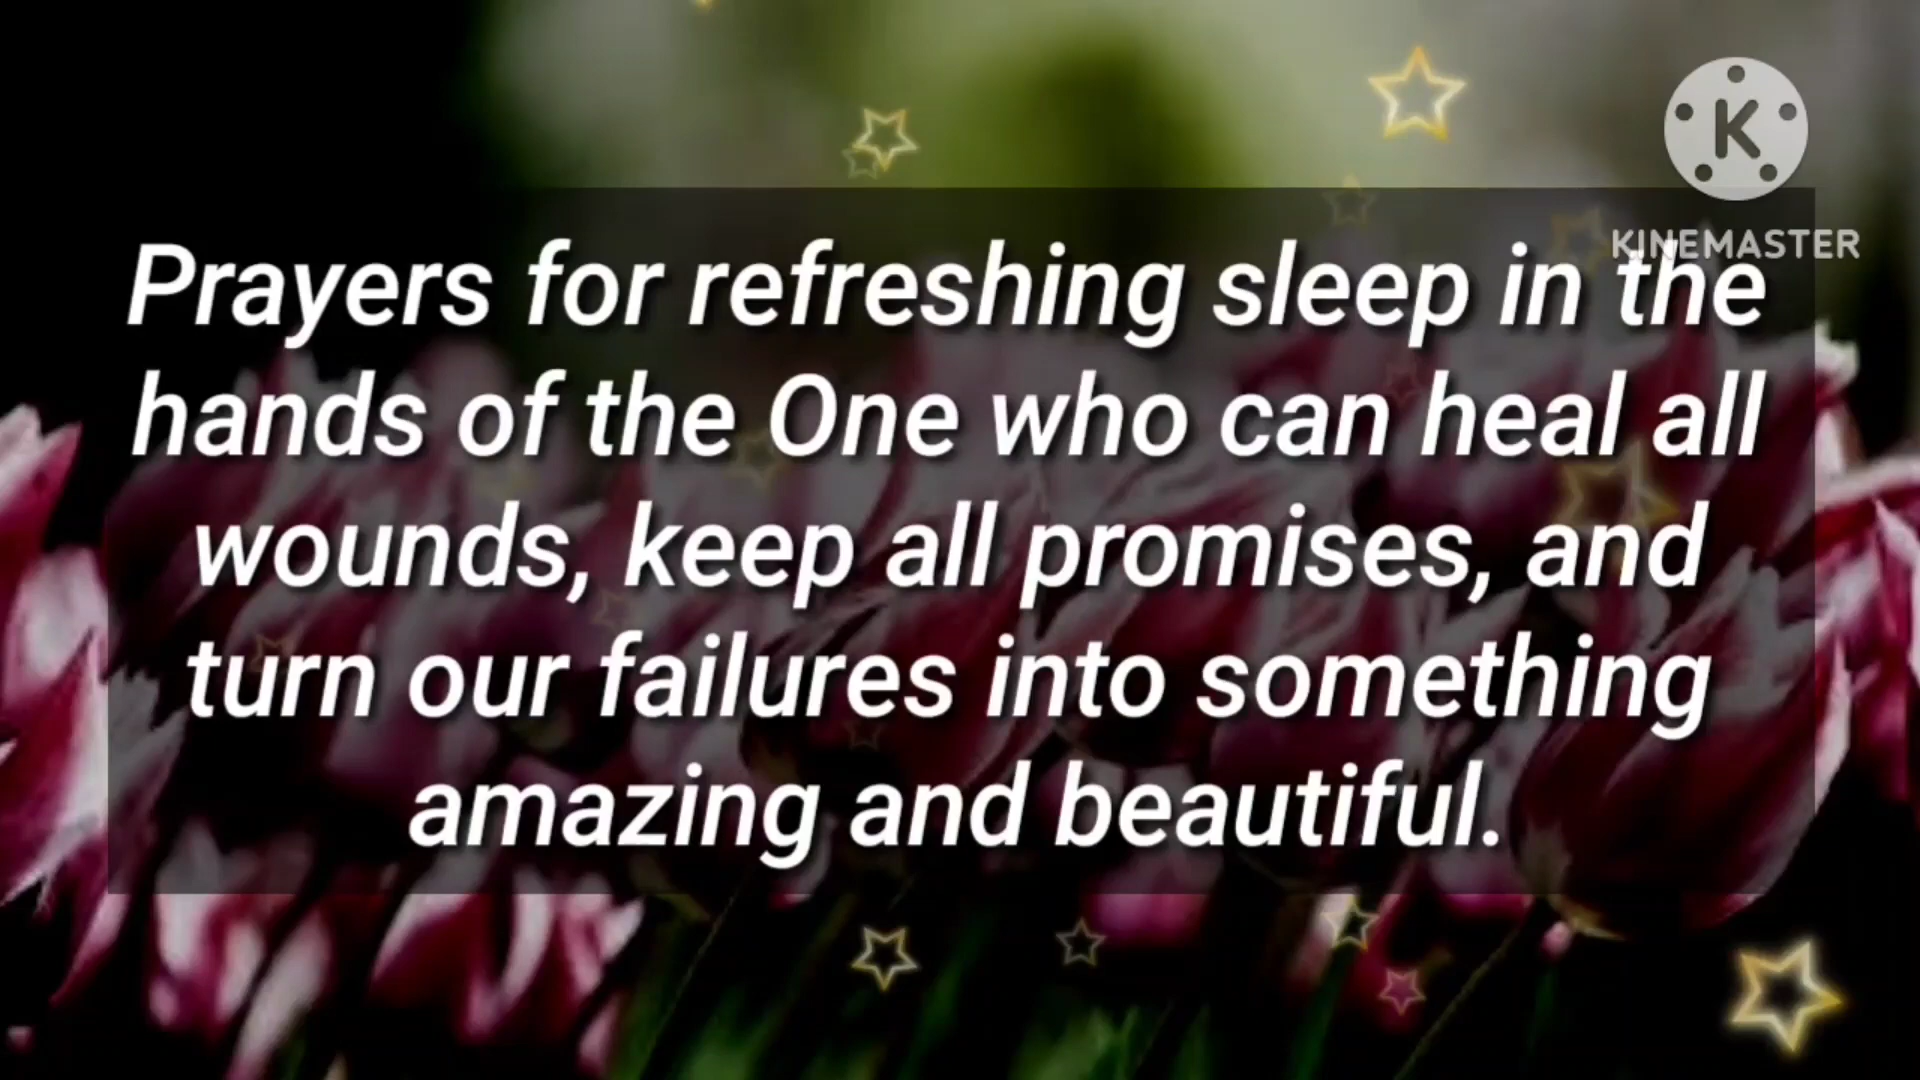 K
KINEMASTER
Prayers for refreshing sleep in the
hands of the One who can heal all
wounds, keep all promises, and
turn our failures into something
amazing and beautiful.